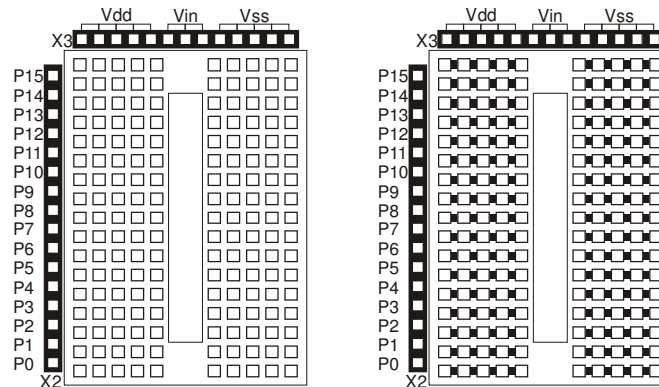 Vdd Vin Vss
X3
P15
P14
P13
P12
P11
P10
P9
P8
P7
P6
P5
P4
P3
P2
P1
P0
X2
Vdd Vin Vss
X3
P15
P14
P13
P12
P11
P10
P9
P8
P7
P6
P5
P4
P3
P2
P1
P0
X2